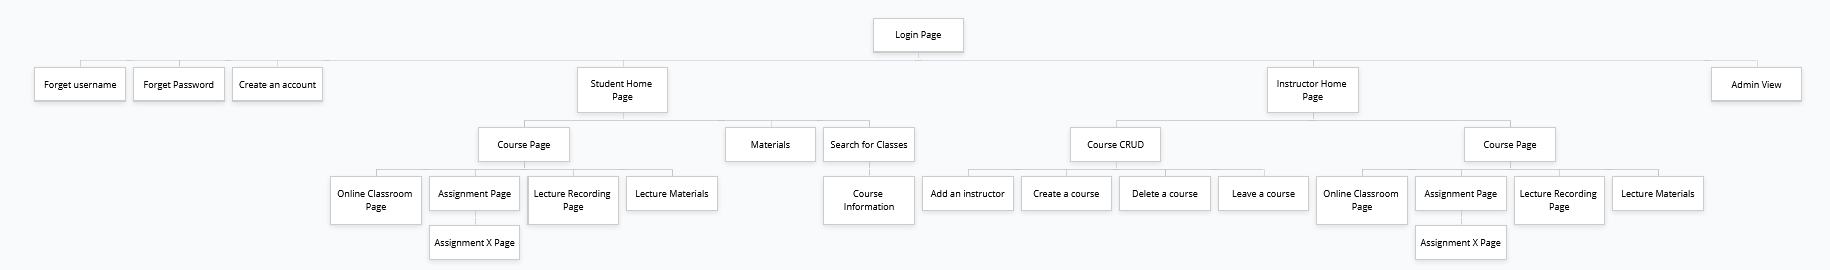 Login Page
Forget username
Forget Password
Create an account
Student Home
Page
Instructor Home
Page
Admin View
Course Page
Materials
Search for Classes
Course CRUD
Course Page
Online Classroom
Page
Assignment Page
Lecture Recording
Page
Lecture Materials
Course
Information
Add an instructor
Create a course
Delete a course
Leave a course
Online Classroom
Page
Assignment Page
Lecture Recording
Page
Lecture Materials
Assignment X Page
Assignment X Page